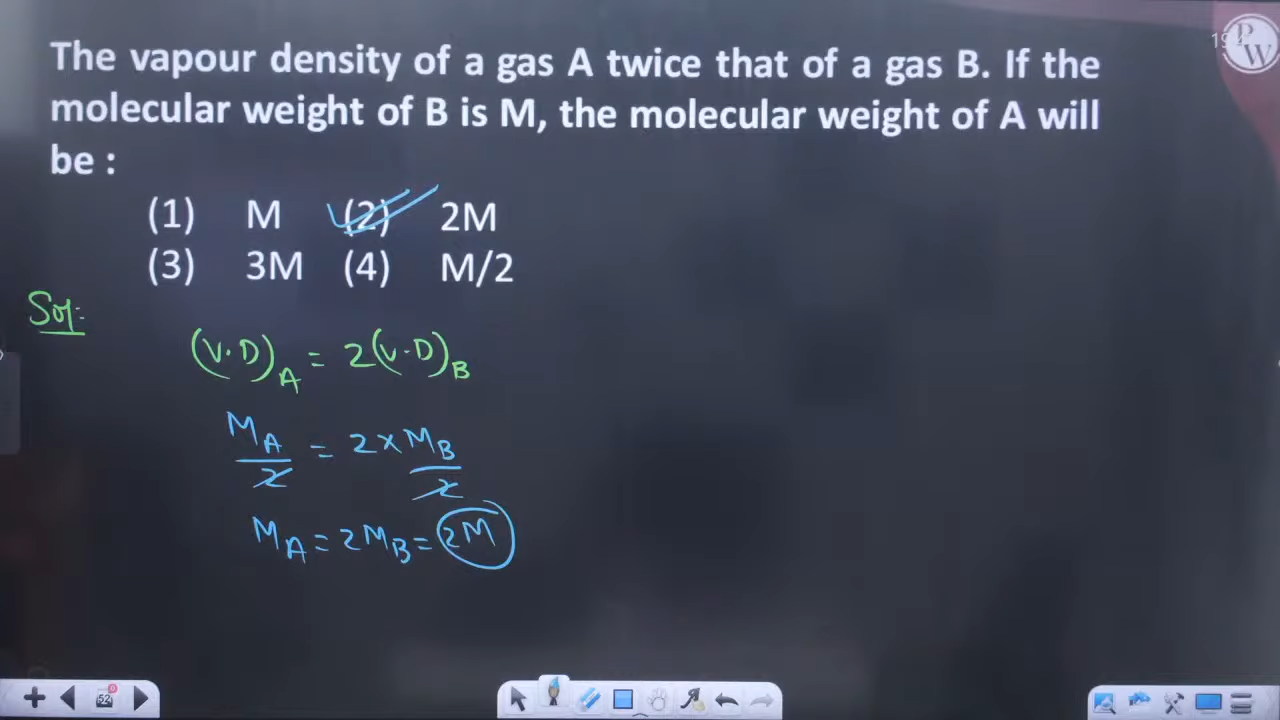 The vapour density of a gas A twice that of a gas B. If the
molecular weight of B is M, the molecular weight of A will
be :
(1) M (2) 2M
(3) 3M (4) M/2
Sol:
(V.D)A = 2(V.D)B
MA/2 = 2×MB/2
MA = 2MB = 2M
PW
52